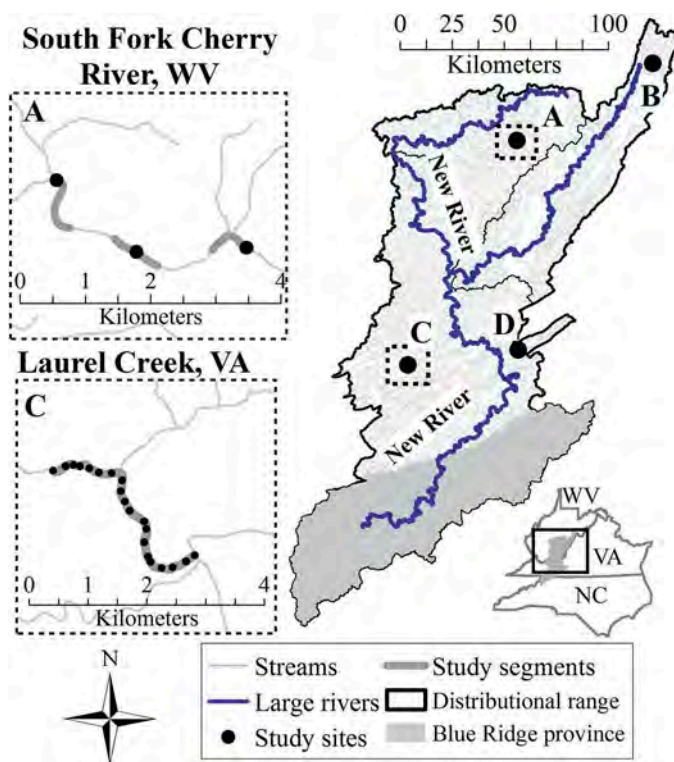 South Fork Cherry
River, WV
A
0 1 2 4
Kilometers
Laurel Creek, VA
C
0 1 2 4
Kilometers
N
0 25 50 100
Kilometers
B
A
New River
D
C
New River
WV
VA
NC
Streams
Study segments
Large rivers
Distributional range
Study sites
Blue Ridge province